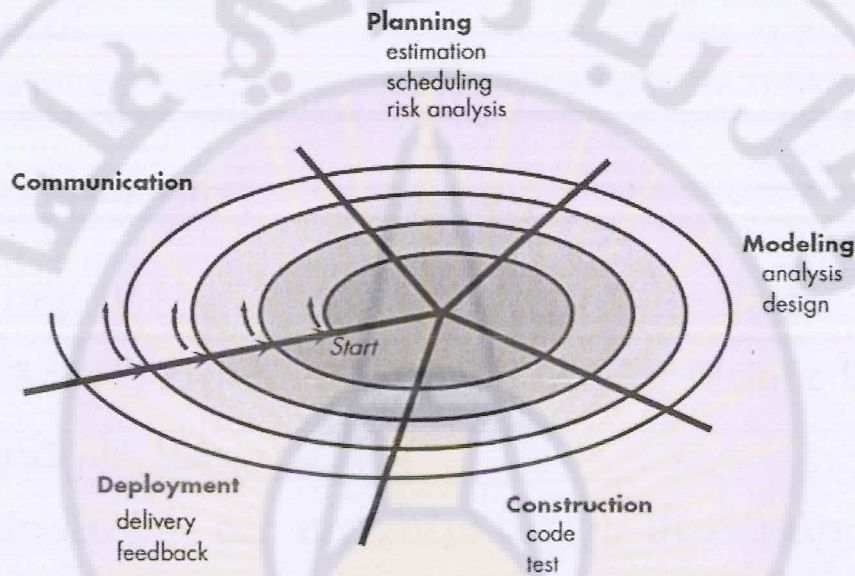 Planning
estimation
scheduling
risk analysis
Communication
Modeling
analysis
design
Start
Deployment
delivery
feedback
Construction
code
test